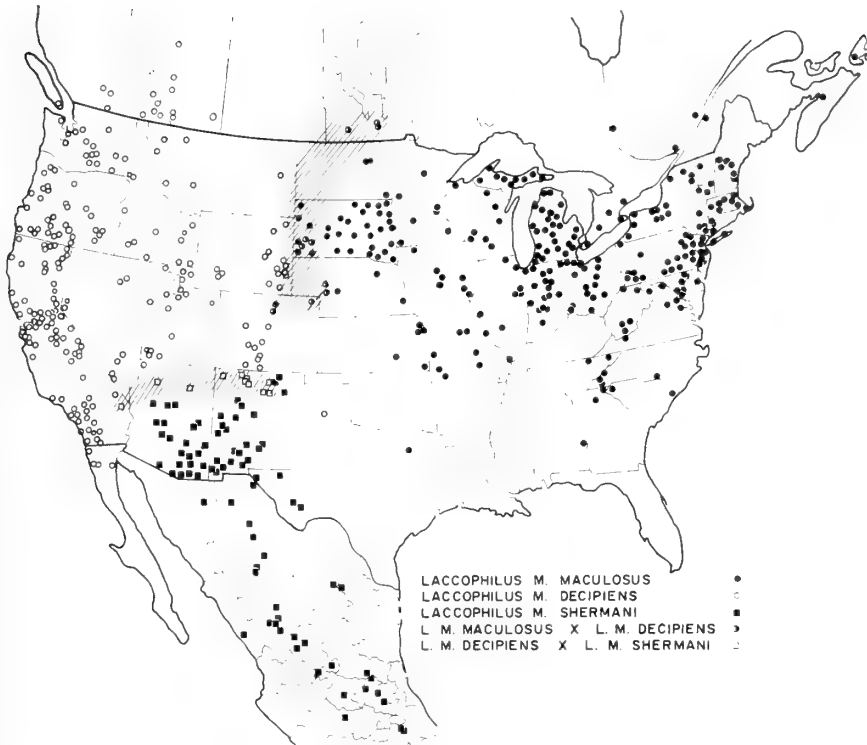 LACCOPHILUS M. MACULOSUS
LACCOPHILUS M. DECIPIENS
LACCOPHILUS M. SHERMANI
L. M. MACULOSUS X L. M. DECIPIENS
L. M. DECIPIENS X L. M. SHERMANI